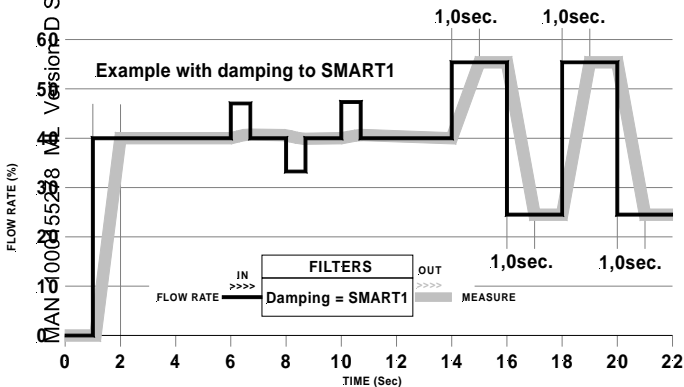 1,0sec. 1,0sec.
60
Example with damping to SMART1
50
40
30
20
10
0
FLOW RATE (%)
1,0sec. 1,0sec.
IN FILTERS OUT
>>>> >>>>
FLOW RATE Damping = SMART1 MEASURE
0 2 4 6 8 10 12 14 16 18 20 22
TIME (Sec)